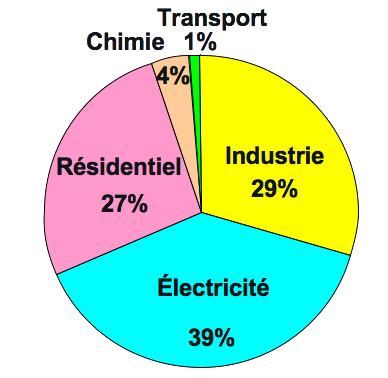 Transport
1%
Chimie
4%
Industrie
29%
Résidentiel
27%
Électricité
39%